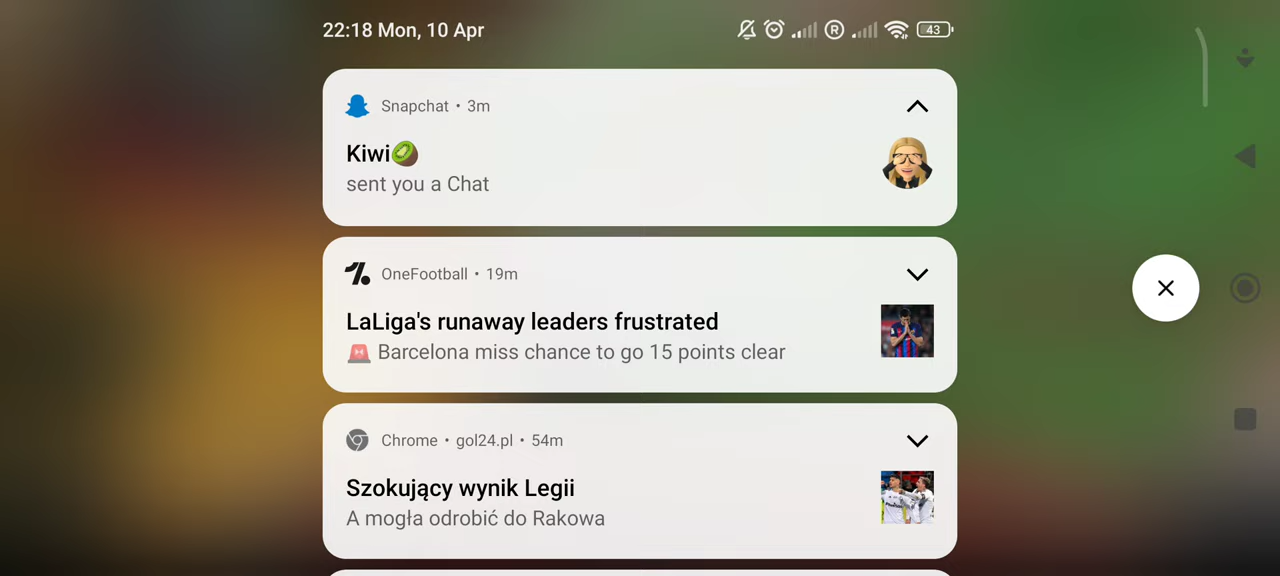 22:18 Mon, 10 Apr
R
43
Snapchat • 3m
Kiwi🥝
sent you a Chat
OneFootball • 19m
LaLiga's runaway leaders frustrated
🚨 Barcelona miss chance to go 15 points clear
Chrome • gol24.pl • 54m
Szokujący wynik Legii
A mogła odrobić do Rakowa